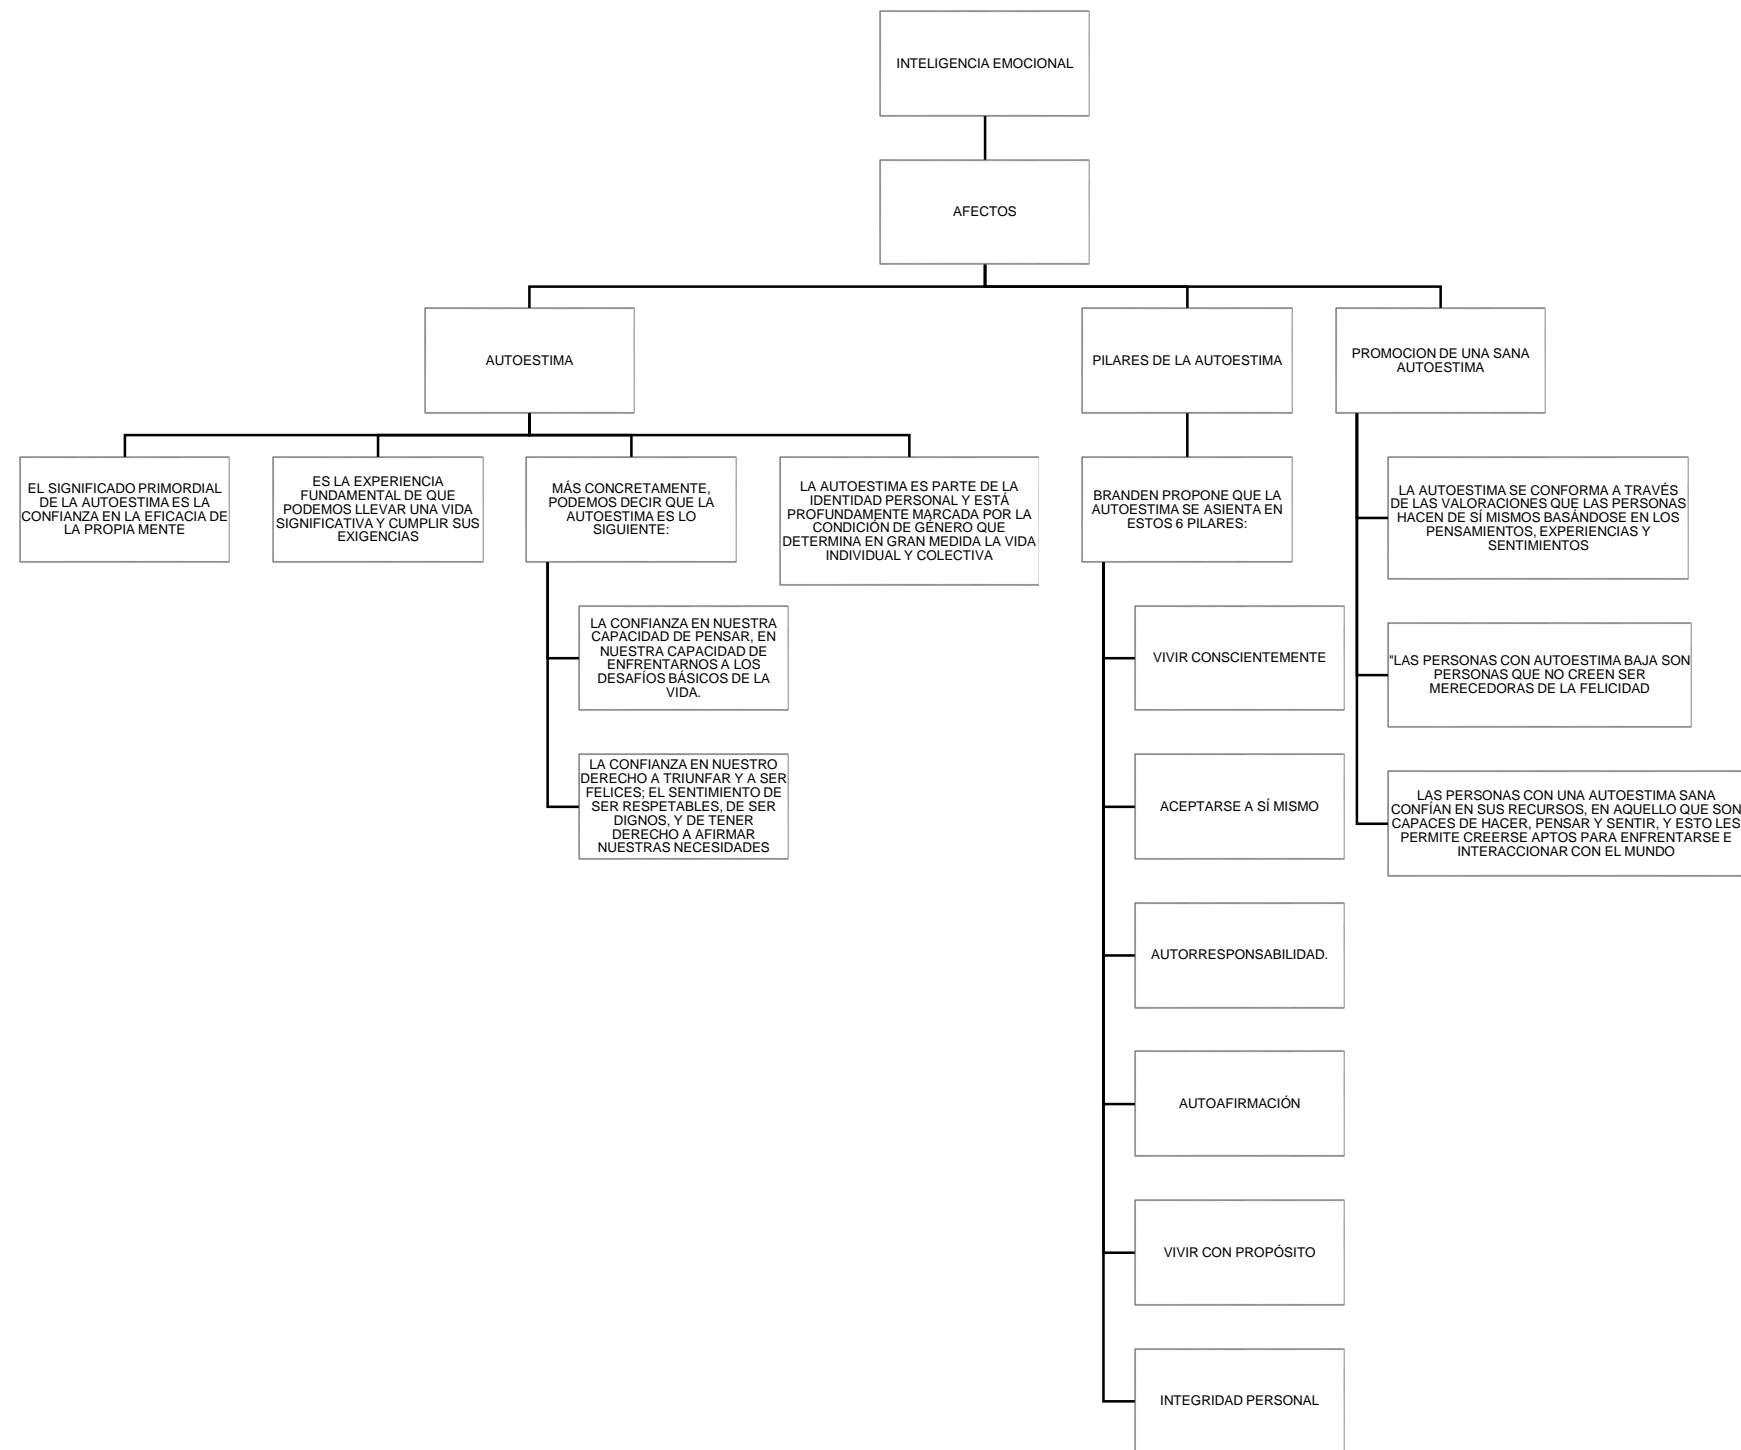 INTELIGENCIA EMOCIONAL
AFECTOS
AUTOESTIMA
EL SIGNIFICADO PRIMORDIAL
DE LA AUTOESTIMA ES LA
CONFIANZA EN LA EFICACIA DE
LA PROPIA MENTE
ES LA EXPERIENCIA
FUNDAMENTAL DE QUE
PODEMOS LLEVAR UNA VIDA
SIGNIFICATIVA Y CUMPLIR SUS
EXIGENCIAS
MÁS CONCRETAMENTE,
PODEMOS DECIR QUE LA
AUTOESTIMA ES LO
SIGUIENTE:
LA CONFIANZA EN NUESTRA
CAPACIDAD DE PENSAR, EN
NUESTRA CAPACIDAD DE
ENFRENTARNOS A LOS
DESAFÍOS BÁSICOS DE LA
VIDA.
LA CONFIANZA EN NUESTRO
DERECHO A TRIUNFAR Y A SER
FELICES; EL SENTIMIENTO DE
SER RESPETABLES, DE SER
DIGNOS, Y DE TENER
DERECHO A AFIRMAR
NUESTRAS NECESIDADES
LA AUTOESTIMA ES PARTE DE LA
IDENTIDAD PERSONAL Y ESTÁ
PROFUNDAMENTE MARCADA POR LA
CONDICIÓN DE GÉNERO QUE
DETERMINA EN GRAN MEDIDA LA VIDA
INDIVIDUAL Y COLECTIVA
PILARES DE LA AUTOESTIMA
BRANDEN PROPONE QUE LA
AUTOESTIMA SE ASIENTA EN
ESTOS 6 PILARES:
VIVIR CONSCIENTEMENTE
ACEPTARSE A SÍ MISMO
AUTORRESPONSABILIDAD.
AUTOAFIRMACIÓN
VIVIR CON PROPÓSITO
INTEGRIDAD PERSONAL
PROMOCION DE UNA SANA
AUTOESTIMA
LA AUTOESTIMA SE CONFORMA A TRAVÉS
DE LAS VALORACIONES QUE LAS PERSONAS
HACEN DE SÍ MISMOS BASÁNDOSE EN LOS
PENSAMIENTOS, EXPERIENCIAS Y
SENTIMIENTOS
"LAS PERSONAS CON AUTOESTIMA BAJA SON
PERSONAS QUE NO CREEN SER
MERECEDORAS DE LA FELICIDAD
LAS PERSONAS CON UNA AUTOESTIMA SANA
CONFÍAN EN SUS RECURSOS, EN AQUELLO QUE SON
CAPACES DE HACER, PENSAR Y SENTIR, Y ESTO LES
PERMITE CREERSE APTOS PARA ENFRENTARSE E
INTERACCIONAR CON EL MUNDO